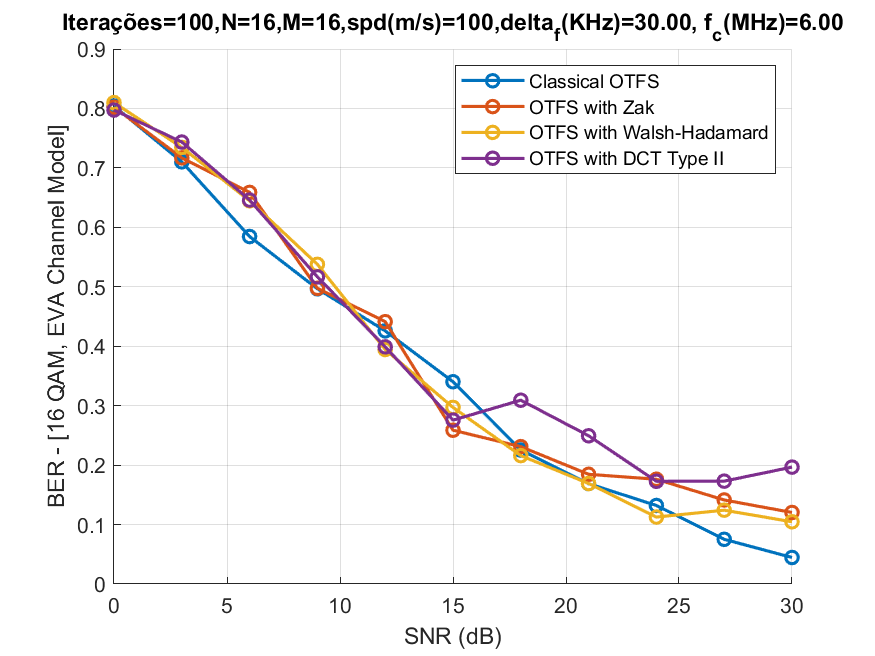 Iterações=100,N=16,M=16,spd(m/s)=100,delta_f(KHz)=30.00, f_c(MHz)=6.00
0.9
Classical OTFS
OTFS with Zak
OTFS with Walsh-Hadamard
OTFS with DCT Type II
0.8
0.7
0.6
0.5
0.4
0.3
0.2
0.1
0
BER - [16 QAM, EVA Channel Model]
0 5 10 15 20 25 30
SNR (dB)